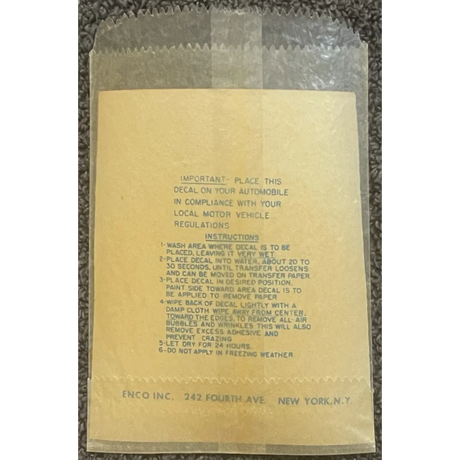 IMPORTANT- PLACE THIS
DECAL ON YOUR AUTOMOBILE
IN COMPLIANCE WITH YOUR
LOCAL MOTOR VEHICLE
REGULATIONS
INSTRUCTIONS
1-WASH AREA WHERE DECAL IS TO BE
PLACED, LEAVING IT VERY WET
2-PLACE DECAL INTO WATER, ABOUT 20 TO
30 SECONDS, UNTIL TRANSFER LOOSENS
AND CAN BE MOVED ON TRANSFER PAPER
3-PLACE DECAL IN DESIRED POSITION,
PAINT SIDE TOWARD AREA DECAL IS TO
BE APPLIED TO REMOVE PAPER
4-WIPE BACK OF DECAL LIGHTLY WITH A
DAMP CLOTH. WIPE AWAY FROM CENTER,
TOWARD THE EDGES, TO REMOVE ALL AIR
BUBBLES AND WRINKLES THIS WILL ALSO
REMOVE EXCESS ADHESIVE AND
PREVENT CRAZING
5-LET DRY FOR 24 HOURS.
6-DO NOT APPLY IN FREEZING WEATHER
ENCO INC. 242 FOURTH AVE. NEW YORK, N.Y.